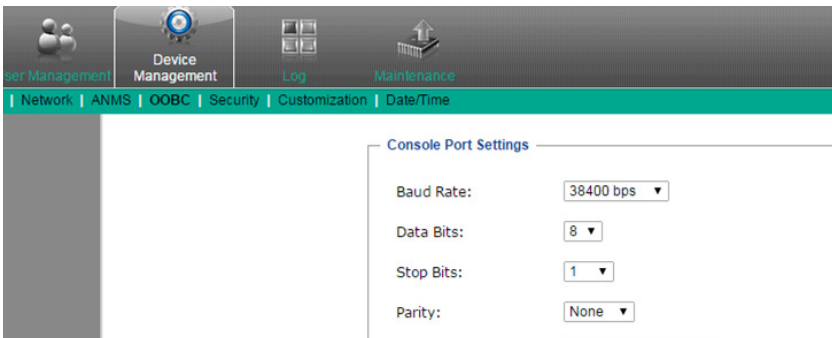 ser Management
Device Management
Log
Maintenance
| Network | ANMS | OOBC | Security | Customization | Date/Time
Console Port Settings
Baud Rate: 38400 bps
Data Bits: 8
Stop Bits: 1
Parity: None